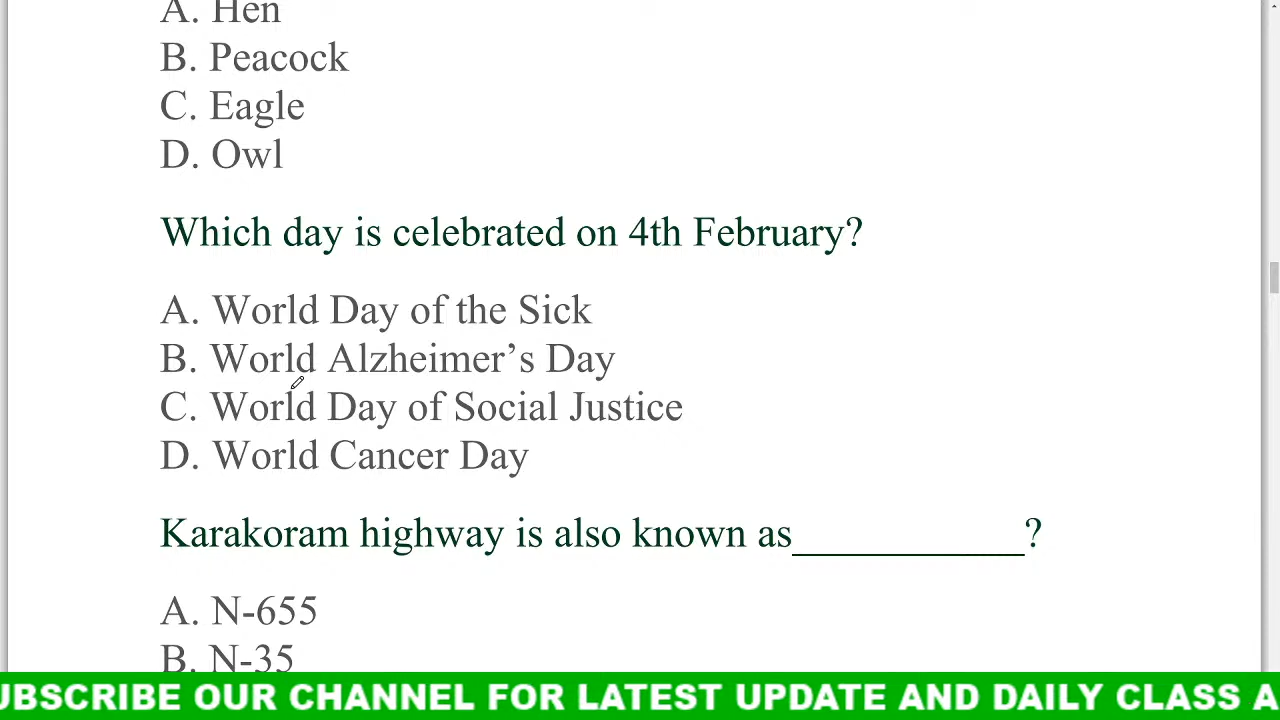 A. Hen
B. Peacock
C. Eagle
D. Owl
Which day is celebrated on 4th February?
A. World Day of the Sick
B. World Alzheimer’s Day
C. World Day of Social Justice
D. World Cancer Day
Karakoram highway is also known as___________?
A. N-655
B. N-35
UBSCRIBE OUR CHANNEL FOR LATEST UPDATE AND DAILY CLASS A